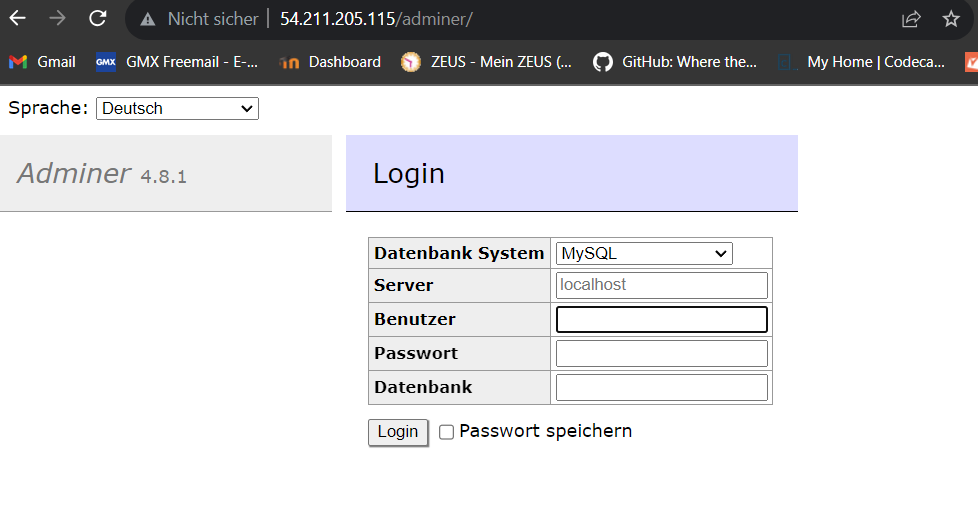 Nicht sicher | 54.211.205.115/adminer/
Gmail GMX GMX Freemail - E-... Dashboard ZEUS - Mein ZEUS (... GitHub: Where the... My Home | Codeca...
Sprache: Deutsch
Adminer 4.8.1
Login
Datenbank System MySQL
Server localhost
Benutzer
Passwort
Datenbank
Login Passwort speichern